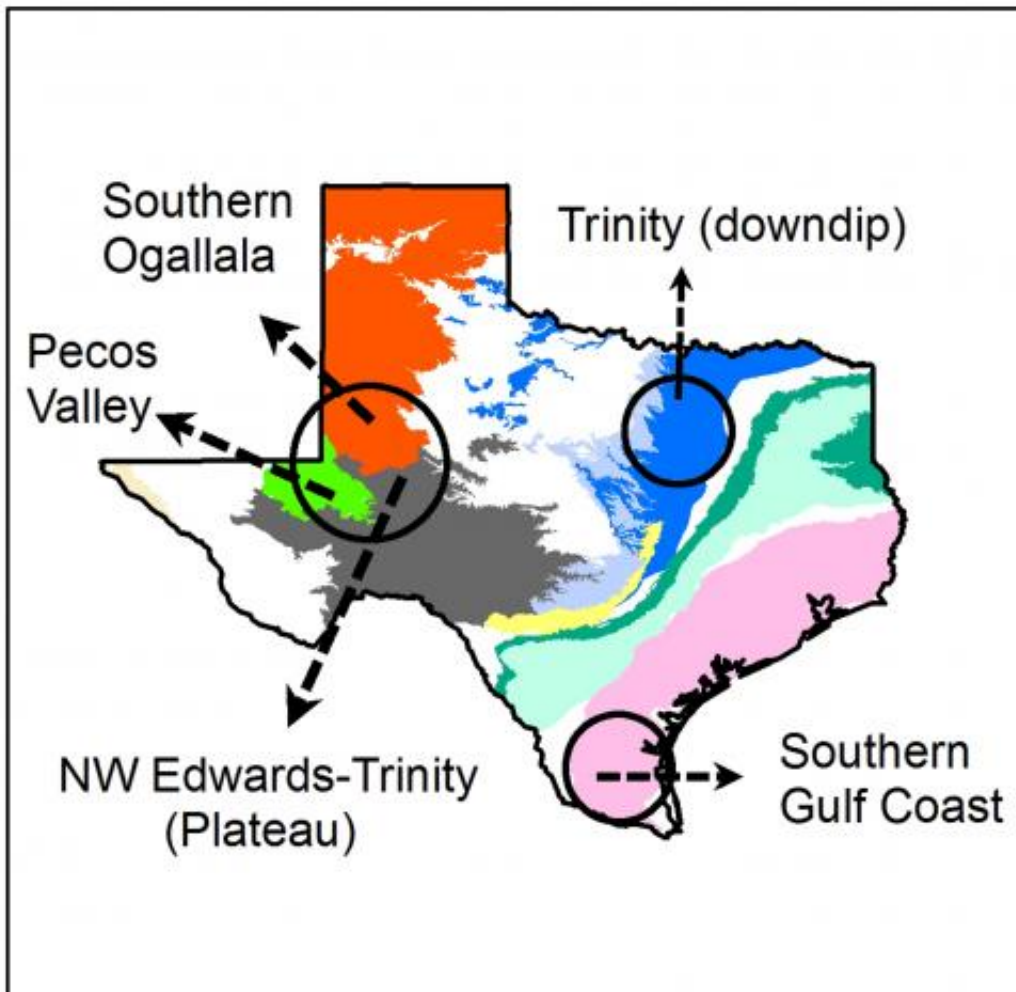 Southern
Ogallala
Trinity (downdip)
Pecos
Valley
NW Edwards-Trinity
(Plateau)
Southern
Gulf Coast